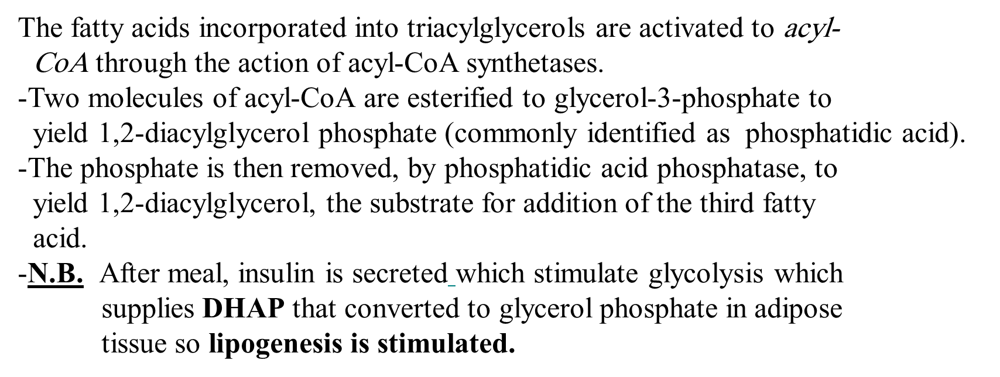 The fatty acids incorporated into triacylglycerols are activated to acyl-
CoA through the action of acyl-CoA synthetases.
-Two molecules of acyl-CoA are esterified to glycerol-3-phosphate to
yield 1,2-diacylglycerol phosphate (commonly identified as phosphatidic acid).
-The phosphate is then removed, by phosphatidic acid phosphatase, to
yield 1,2-diacylglycerol, the substrate for addition of the third fatty
acid.
-N.B. After meal, insulin is secreted which stimulate glycolysis which
supplies DHAP that converted to glycerol phosphate in adipose
tissue so lipogenesis is stimulated.